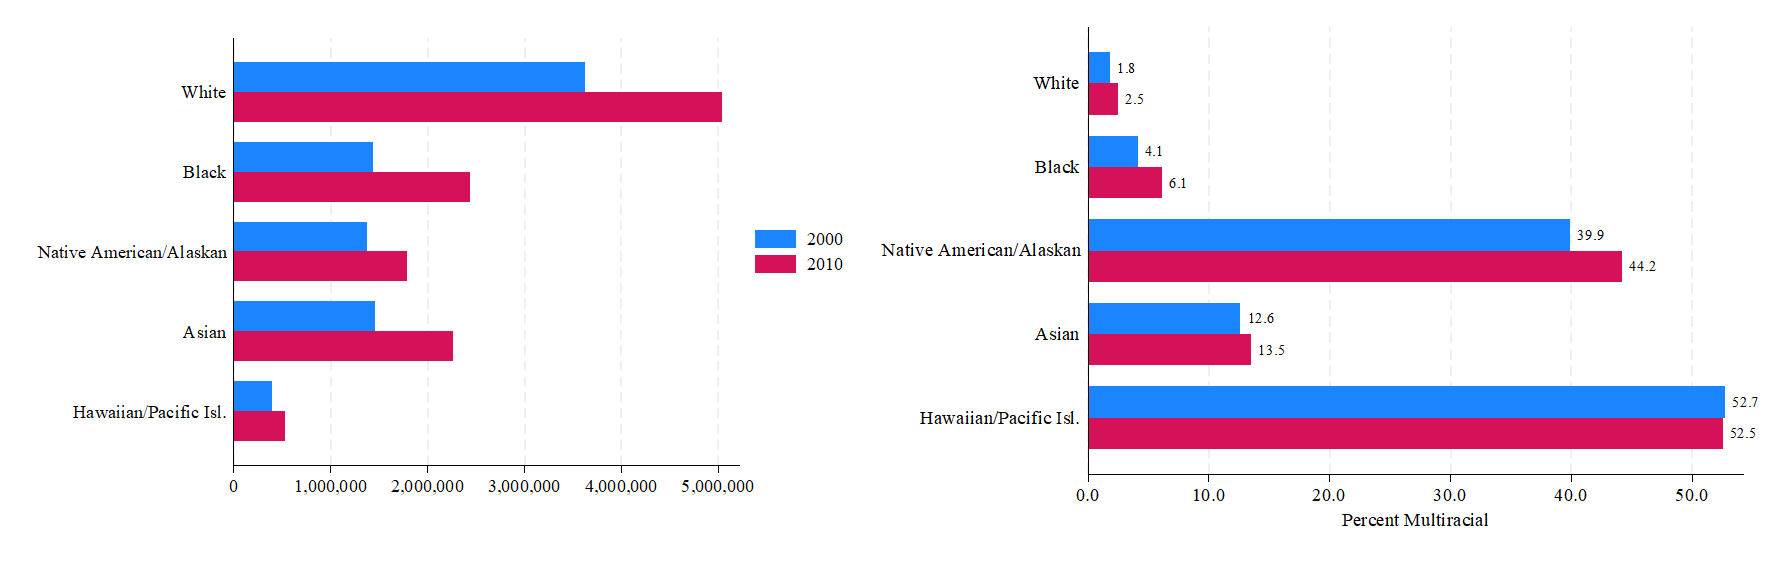 White
Black
Native American/Alaskan
Asian
Hawaiian/Pacific Isl.
0 1,000,000 2,000,000 3,000,000 4,000,000 5,000,000
2000
2010
White
1.8
2.5
Black
4.1
6.1
Native American/Alaskan
39.9
44.2
Asian
12.6
13.5
Hawaiian/Pacific Isl.
52.7
52.5
0.0 10.0 20.0 30.0 40.0 50.0
Percent Multiracial